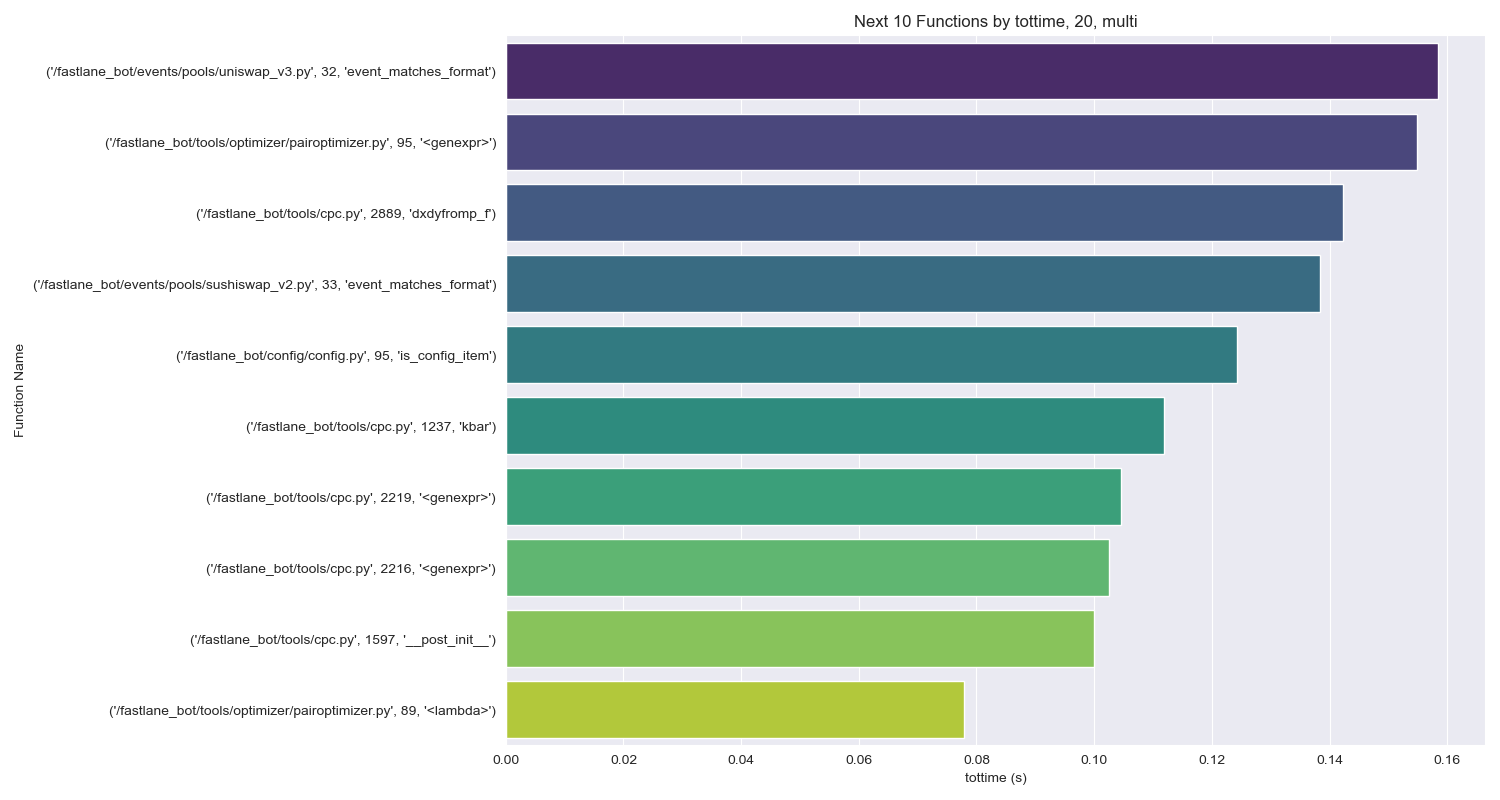 Next 10 Functions by tottime, 20, multi
('/fastlane_bot/events/pools/uniswap_v3.py', 32, 'event_matches_format')
('/fastlane_bot/tools/optimizer/pairoptimizer.py', 95, '<genexpr>')
('/fastlane_bot/tools/cpc.py', 2889, 'dxdyfromp_f')
('/fastlane_bot/events/pools/sushiswap_v2.py', 33, 'event_matches_format')
('/fastlane_bot/config/config.py', 95, 'is_config_item')
('/fastlane_bot/tools/cpc.py', 1237, 'kbar')
('/fastlane_bot/tools/cpc.py', 2219, '<genexpr>')
('/fastlane_bot/tools/cpc.py', 2216, '<genexpr>')
('/fastlane_bot/tools/cpc.py', 1597, '__post_init__')
('/fastlane_bot/tools/optimizer/pairoptimizer.py', 89, '<lambda>')
Function Name
0.00 0.02 0.04 0.06 0.08 0.10 0.12 0.14 0.16
tottime (s)